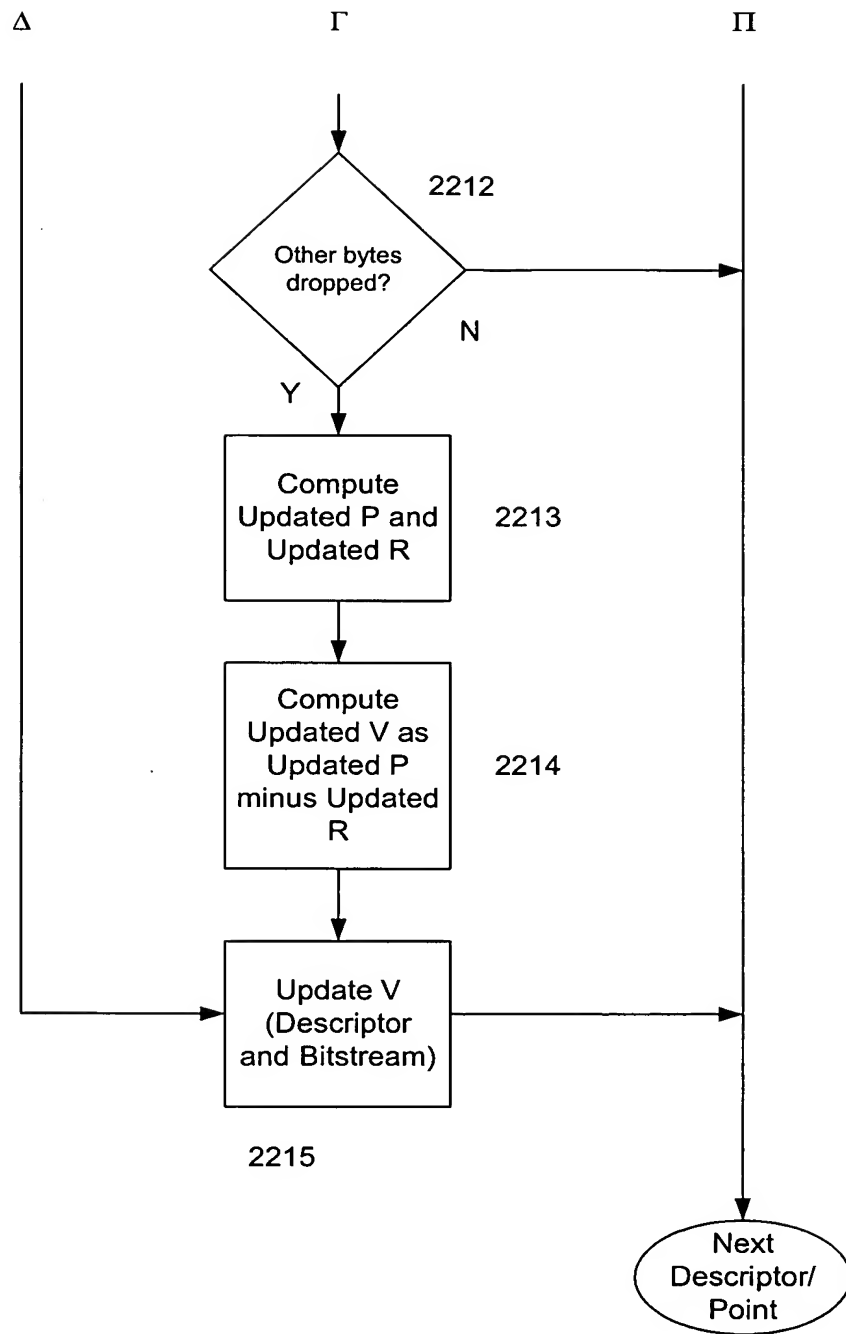 Δ Γ Π
2212
Other bytes
dropped?
N
Y
Compute
Updated P and
Updated R
2213
Compute
Updated V as
Updated P
minus Updated
R
2214
Update V
(Descriptor
and Bitstream)
2215
Next
Descriptor/
Point